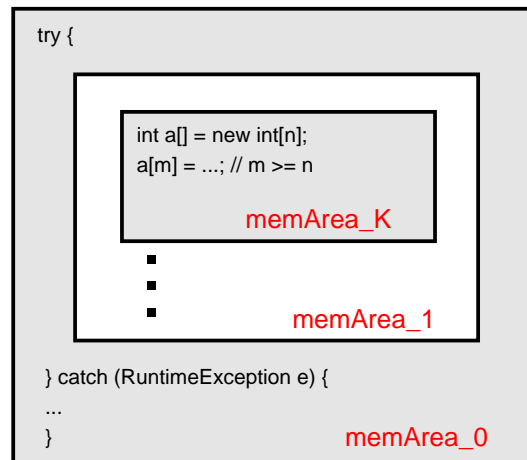 try {
int a[] = new int[n];
a[m] = ...; // m >= n
memArea_K
memArea_1
} catch (RuntimeException e) {
...
}
memArea_0